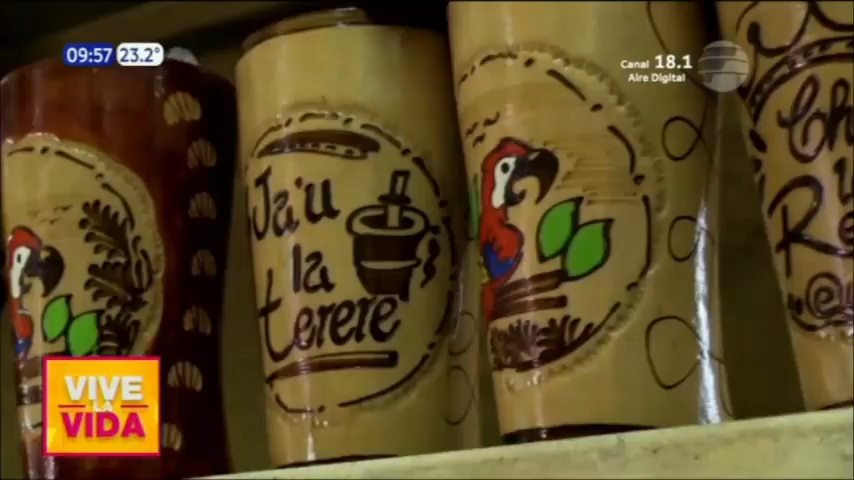 09:57 23.2°
Canal 18.1
Aire Digital
Ja'u
la
terere
VIVE
LA
VIDA